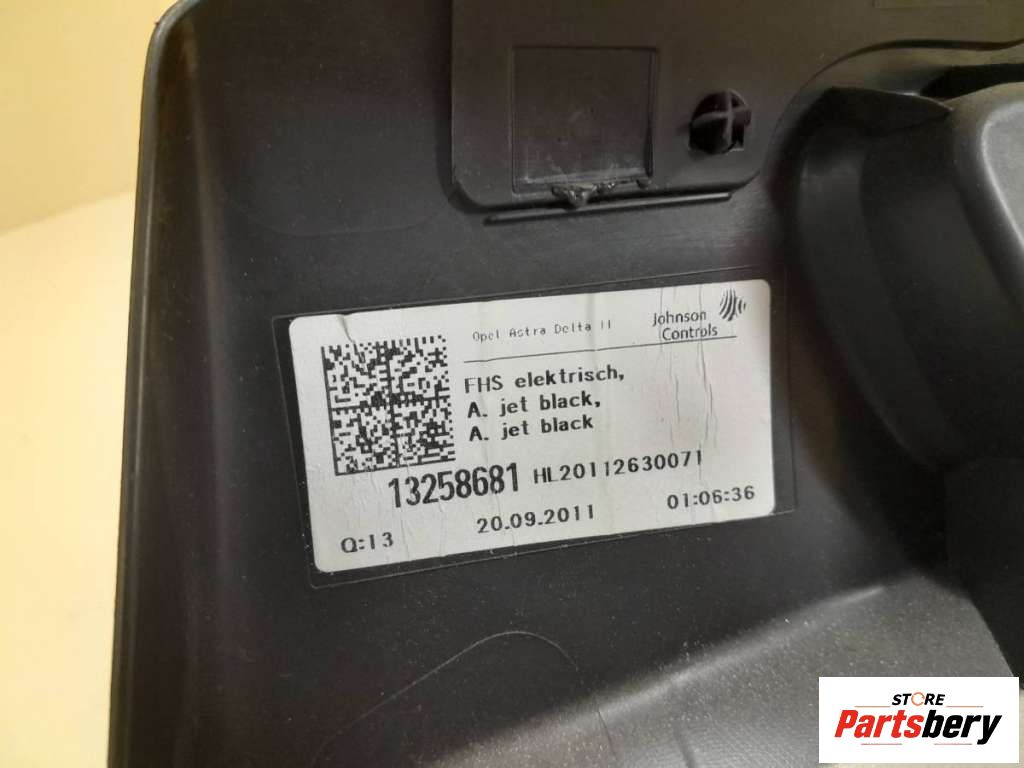 Opel Astra Delta II
Johnson
Controls
FHS elektrisch,
A. jet black,
A. jet black
13258681 HL20112630071
Q:13 20.09.2011 01:06:36
STORE
Partsbery